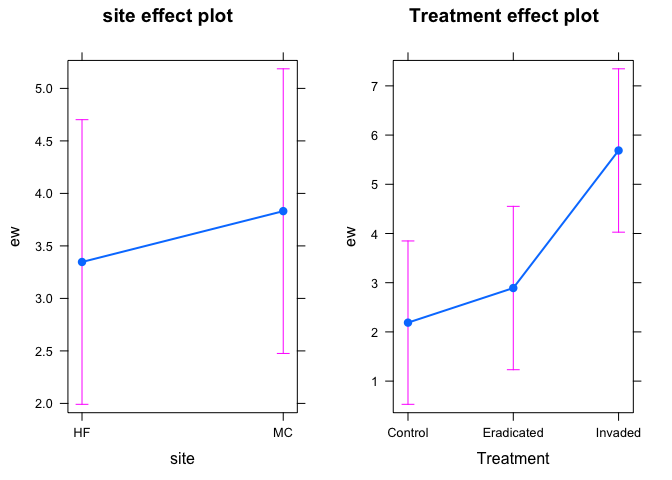 site effect plot
5.0
4.5
4.0
3.5
3.0
2.5
2.0
ew
HF
MC
site
Treatment effect plot
7
6
5
4
3
2
1
ew
Control
Eradicated
Invaded
Treatment